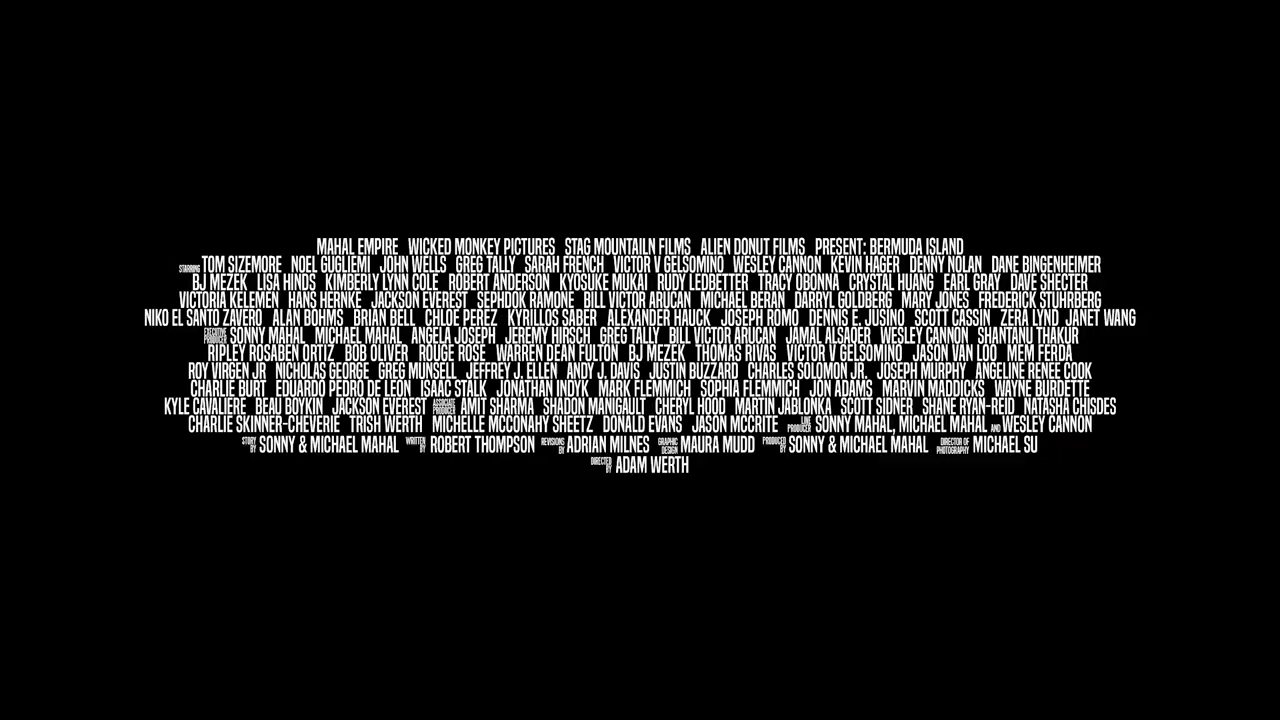 MAHAL EMPIRE WICKED MONKEY PICTURES STAG MOUNTAILN FILMS ALIEN DONUT FILMS PRESENT: BERMUDA ISLAND
STARRING TOM SIZEMORE NOEL GUGLIEMI JOHN WELLS GREG TALLY SARAH FRENCH VICTOR V GELSOMINO WESLEY CANNON KEVIN HAGER DENNY NOLAN DANE BINGENHEIMER
BJ MEZEK LISA HINDS KIMBERLY LYNN COLE ROBERT ANDERSON KYOSUKE MUKAI RUDY LEDBETTER TRACY OBONNA CRYSTAL HUANG EARL GRAY DAVE SHECTER
VICTORIA KELEMEN HANS HERNKE JACKSON EVEREST SEPHDOK RAMONE BILL VICTOR ARUCAN MICHAEL BERAN DARRYL GOLDBERG MARY JONES FREDERICK STUHRBERG
NIKO EL SANTO ZAVERO ALAN BOHMS BRIAN BELL CHLOE PEREZ KYRILLOS SABER ALEXANDER HAUCK JOSEPH ROMO DENNIS E. JUSINO SCOTT CASSIN ZERA LYND JANET WANG
EXECUTIVE PRODUCER SONNY MAHAL MICHAEL MAHAL ANGELA JOSEPH JEREMY HIRSCH GREG TALLY BILL VICTOR ARUCAN JAMAL ALSAQER WESLEY CANNON SHANTANU THAKUR
RIPLEY ROSABEN ORTIZ BOB OLIVER ROUGE ROSE WARREN DEAN FULTON BJ MEZEK THOMAS RIVAS VICTOR V GELSOMINO JASON VAN LOO MEM FERDA
ROY VIRGEN JR NICHOLAS GEORGE GREG MUNSELL JEFFREY J. ELLEN ANDY J. DAVIS JUSTIN BUZZARD CHARLES SOLOMON JR. JOSEPH MURPHY ANGELINE RENEE COOK
CHARLIE BURT EDUARDO PEDRO DE LEON ISAAC STALK JONATHAN INDYK MARK FLEMMICH SOPHIA FLEMMICH JON ADAMS MARVIN MADDICKS WAYNE BURDETTE
KYLE CAVALIERE BEAU BOYKIN JACKSON EVEREST ASSOCIATE PRODUCER AMIT SHARMA SHADON MANIGAULT CHERYL HOOD MARTIN JABLONKA SCOTT SIDNER SHANE RYAN-REID NATASHA CHISDES
CHARLIE SKINNER-CHEVERIE TRISH WERTH MICHELLE MCCONAHY SHEETZ DONALD EVANS JASON MCCRITE LINE PRODUCER SONNY MAHAL, MICHAEL MAHAL AND WESLEY CANNON
STORY BY SONNY & MICHAEL MAHAL WRITTEN BY ROBERT THOMPSON REVISIONS BY ADRIAN MILNES GRAPHIC DESIGN MAURA MUDD PRODUCED BY SONNY & MICHAEL MAHAL DIRECTOR OF PHOTOGRAPHY MICHAEL SU
DIRECTED BY ADAM WERTH